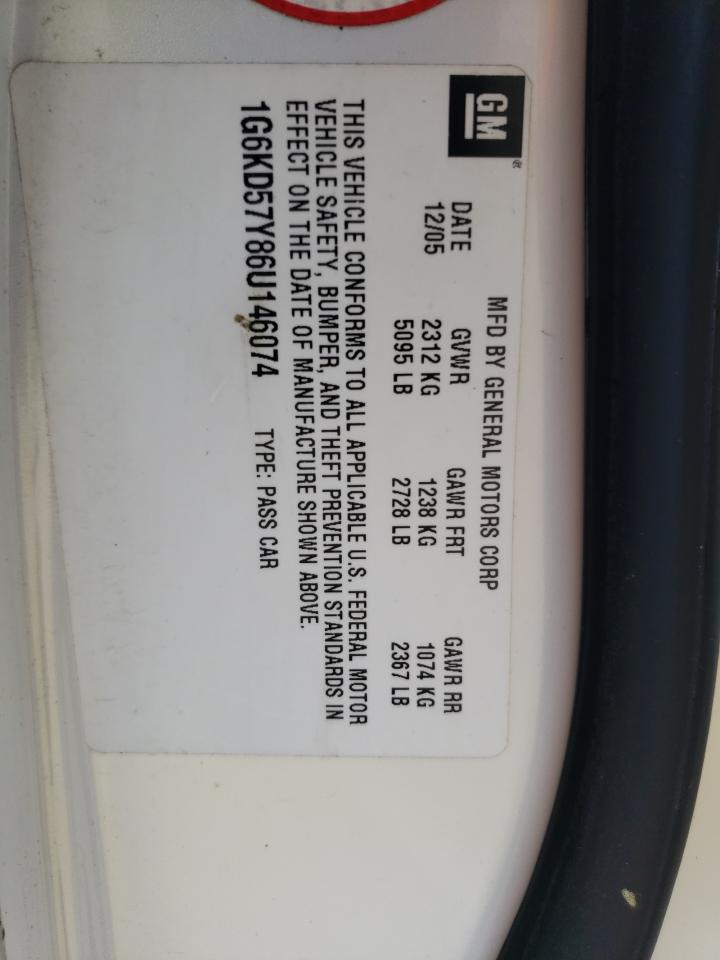 GM®
MFD BY GENERAL MOTORS CORP
DATE GVWR GAWR FRT GAWR RR
12/05 2312 KG 1238 KG 1074 KG
5095 LB 2728 LB 2367 LB
THIS VEHICLE CONFORMS TO ALL APPLICABLE U.S. FEDERAL MOTOR
VEHICLE SAFETY, BUMPER, AND THEFT PREVENTION STANDARDS IN
EFFECT ON THE DATE OF MANUFACTURE SHOWN ABOVE.
1G6KD57Y86U146074 TYPE: PASS CAR